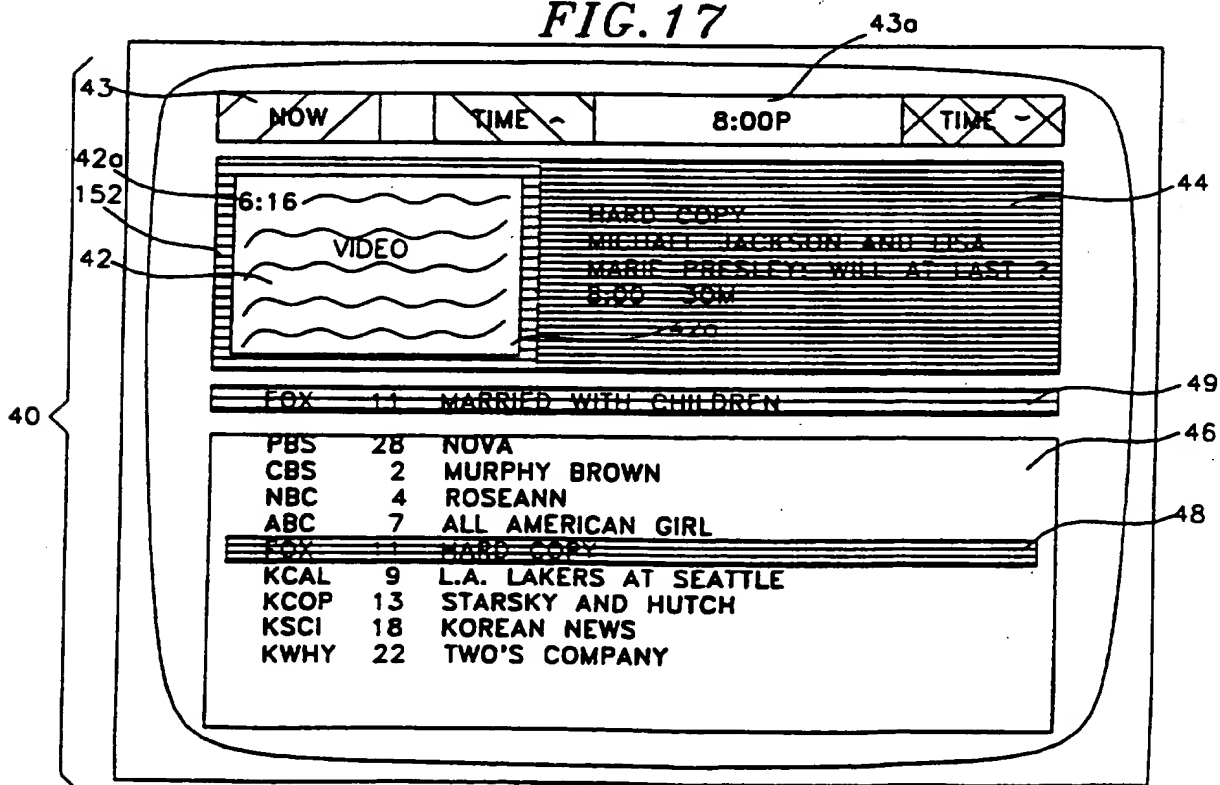 FIG.17
43a
43 NOW TIME ~ 8:00P TIME ~
42a 6:16
152
44
HARD COPY
VIDEO MICHAEL JACKSON AND LISA
42 MARIE PRESLEY: WILL AT LAST ?
8:00 30M
42a
FOX 11 MARRIED WITH CHILDREN 49
40
46
PBS 28 NOVA
CBS 2 MURPHY BROWN
NBC 4 ROSEANN
ABC 7 ALL AMERICAN GIRL
48
FOX 11 HARD COPY
KCAL 9 L.A. LAKERS AT SEATTLE
KCOP 13 STARSKY AND HUTCH
KSCI 18 KOREAN NEWS
KWHY 22 TWO'S COMPANY